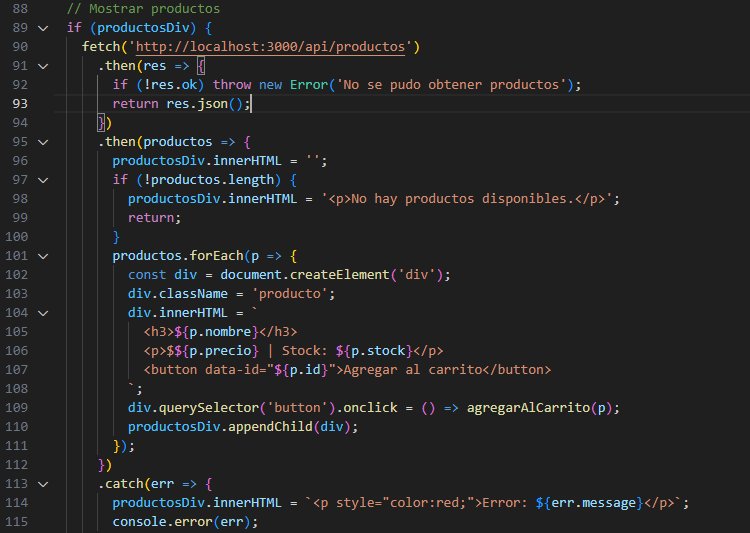 88 // Mostrar productos
89 if (productosDiv) {
90 fetch('http://localhost:3000/api/productos')
91 .then(res => {
92 if (!res.ok) throw new Error('No se pudo obtener productos');
93 return res.json();
94 })
95 .then(productos => {
96 productosDiv.innerHTML = '';
97 if (!productos.length) {
98 productosDiv.innerHTML = '<p>No hay productos disponibles.</p>';
99 return;
100 }
101 productos.forEach(p => {
102 const div = document.createElement('div');
103 div.className = 'producto';
104 div.innerHTML = `
105 <h3>${p.nombre}</h3>
106 <p>$${p.precio} | Stock: ${p.stock}</p>
107 <button data-id="${p.id}">Agregar al carrito</button>
108 `;
109 div.querySelector('button').onclick = () => agregarAlCarrito(p);
110 productosDiv.appendChild(div);
111 });
112 })
113 .catch(err => {
114 productosDiv.innerHTML = `<p style="color:red;">Error: ${err.message}</p>`;
115 console.error(err);